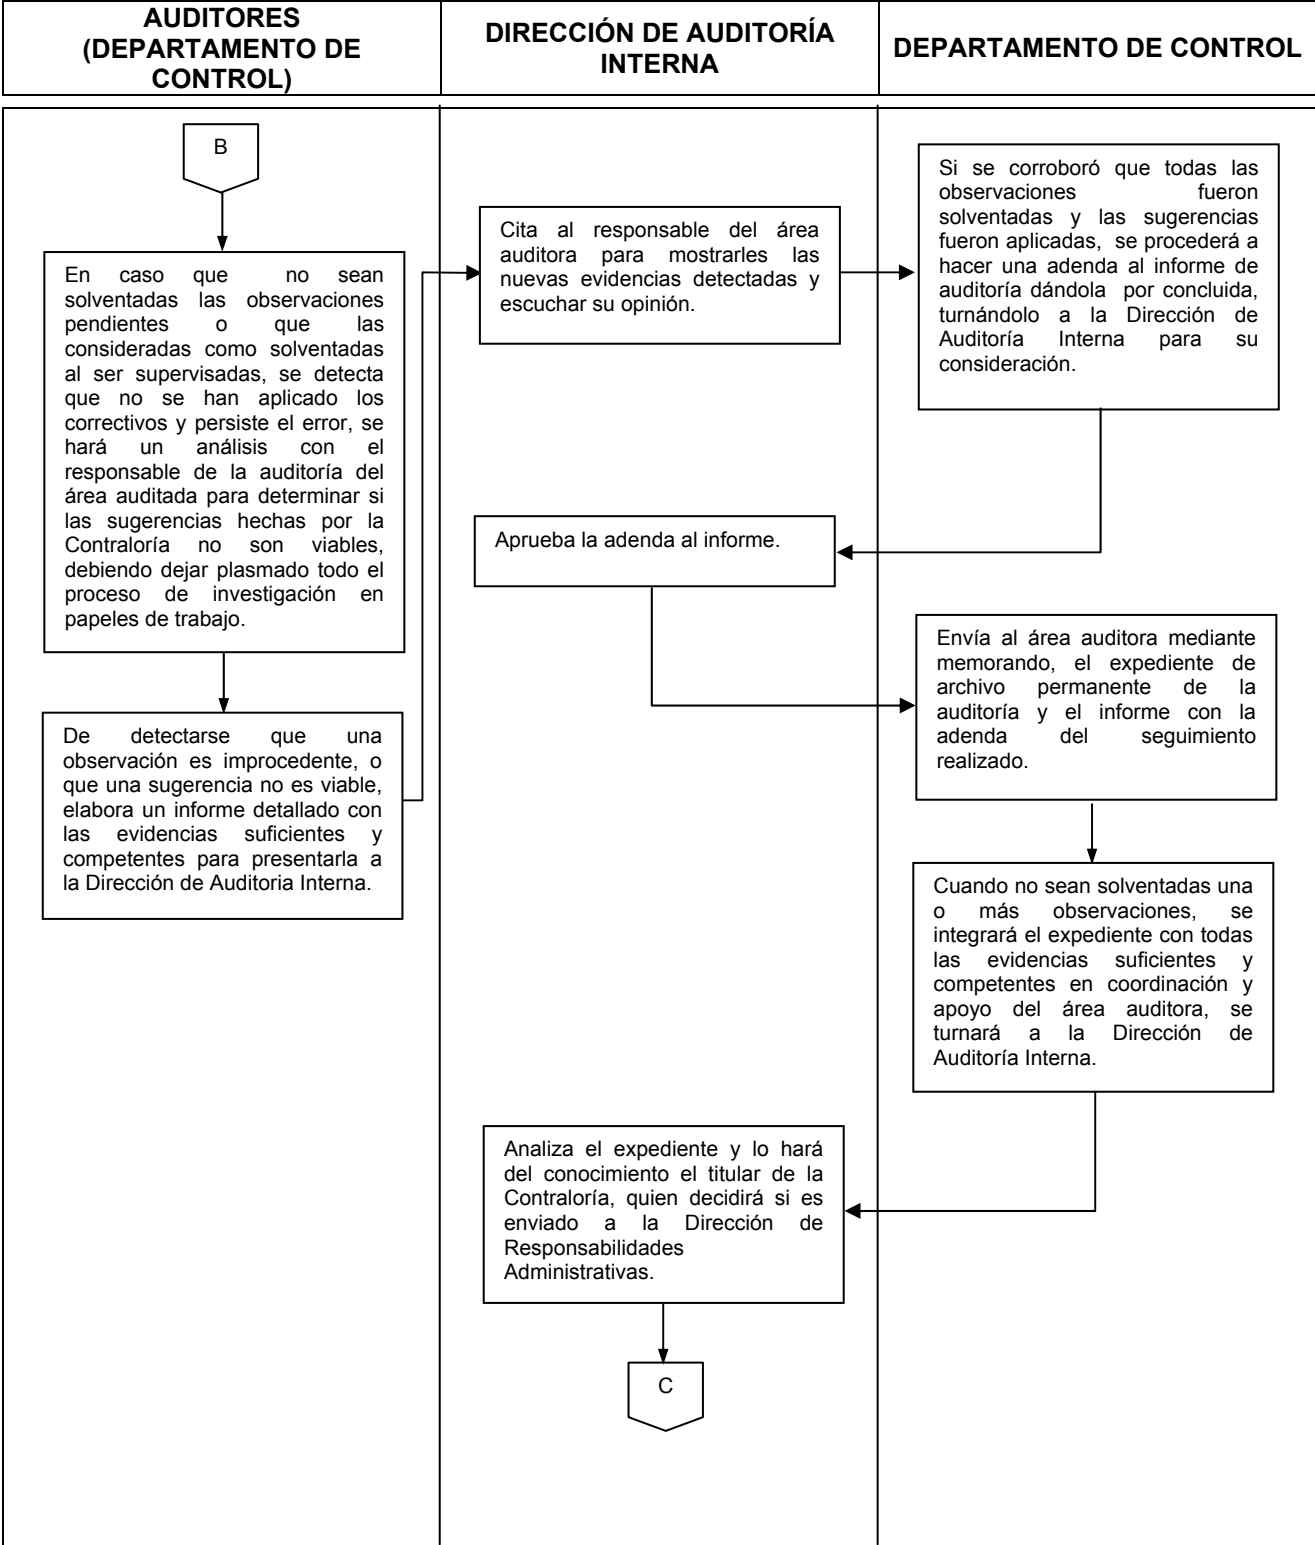 AUDITORES
(DEPARTAMENTO DE
CONTROL)
DIRECCIÓN DE AUDITORÍA
INTERNA
DEPARTAMENTO DE CONTROL
B
En caso que no sean
solventadas las observaciones
pendientes o que las
consideradas como solventadas
al ser supervisadas, se detecta
que no se han aplicado los
correctivos y persiste el error, se
hará un análisis con el
responsable de la auditoría del
área auditada para determinar si
las sugerencias hechas por la
Contraloría no son viables,
debiendo dejar plasmado todo el
proceso de investigación en
papeles de trabajo.
De detectarse que una
observación es improcedente, o
que una sugerencia no es viable,
elabora un informe detallado con
las evidencias suficientes y
competentes para presentarla a
la Dirección de Auditoria Interna.
Cita al responsable del área
auditora para mostrarles las
nuevas evidencias detectadas y
escuchar su opinión.
Si se corroboró que todas las
observaciones fueron
solventadas y las sugerencias
fueron aplicadas, se procederá a
hacer una adenda al informe de
auditoría dándola por concluida,
turnándolo a la Dirección de
Auditoría Interna para su
consideración.
Aprueba la adenda al informe.
Envía al área auditora mediante
memorando, el expediente de
archivo permanente de la
auditoría y el informe con la
adenda del seguimiento
realizado.
Cuando no sean solventadas una
o más observaciones, se
integrará el expediente con todas
las evidencias suficientes y
competentes en coordinación y
apoyo del área auditora, se
turnará a la Dirección de
Auditoría Interna.
Analiza el expediente y lo hará
del conocimiento el titular de la
Contraloría, quien decidirá si es
enviado a la Dirección de
Responsabilidades
Administrativas.
C